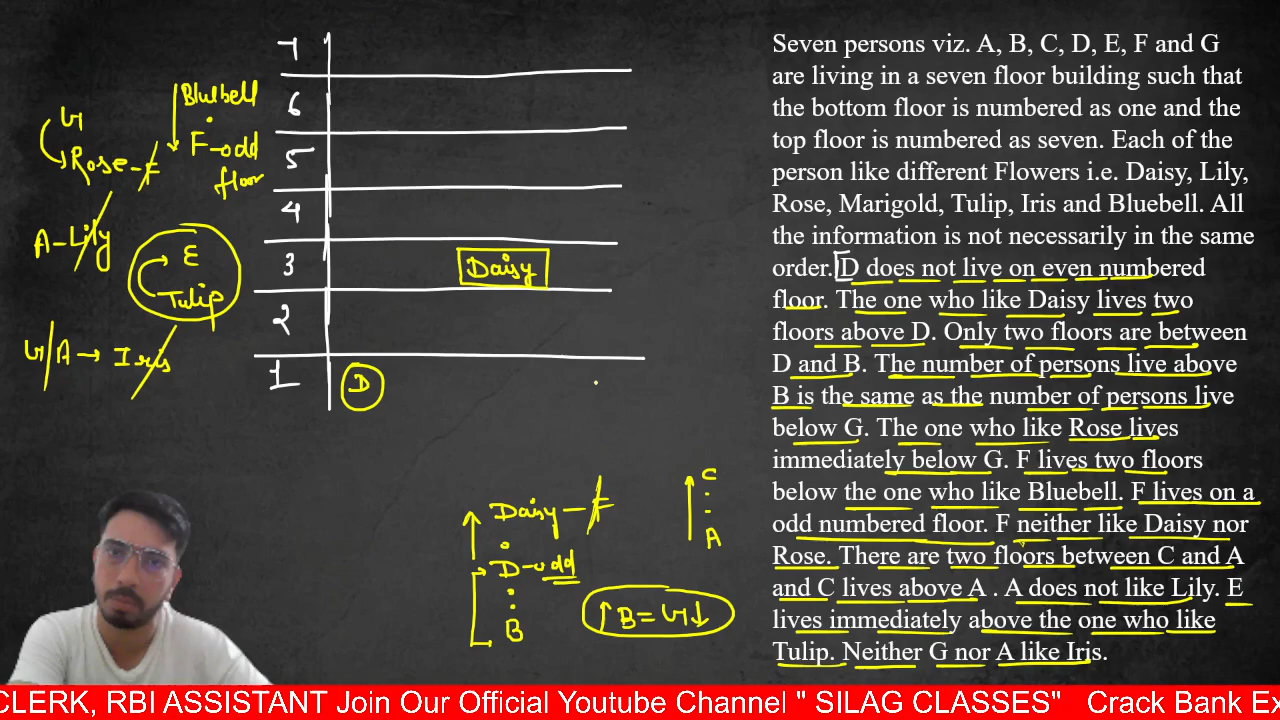 Seven persons viz. A, B, C, D, E, F and G
are living in a seven floor building such that
the bottom floor is numbered as one and the
top floor is numbered as seven. Each of the
person like different Flowers i.e. Daisy, Lily,
Rose, Marigold, Tulip, Iris and Bluebell. All
the information is not necessarily in the same
order. D does not live on even numbered
floor. The one who like Daisy lives two
floors above D. Only two floors are between
D and B. The number of persons live above
B is the same as the number of persons live
below G. The one who like Rose lives
immediately below G. F lives two floors
below the one who like Bluebell. F lives on a
odd numbered floor. F neither like Daisy nor
Rose. There are two floors between C and A
and C lives above A . A does not like Lily. E
lives immediately above the one who like
Tulip. Neither G nor A like Iris.
7
6
5
4
3 Daisy
2
1 D
G
Rose - F
Bluebell
F - odd
floor
A - Lily
E
Tulip
G/A → Iris
Daisy - F
D - odd
B
↑ B = G ↓
C
A
CLERK, RBI ASSISTANT Join Our Official Youtube Channel " SILAG CLASSES" Crack Bank Ex